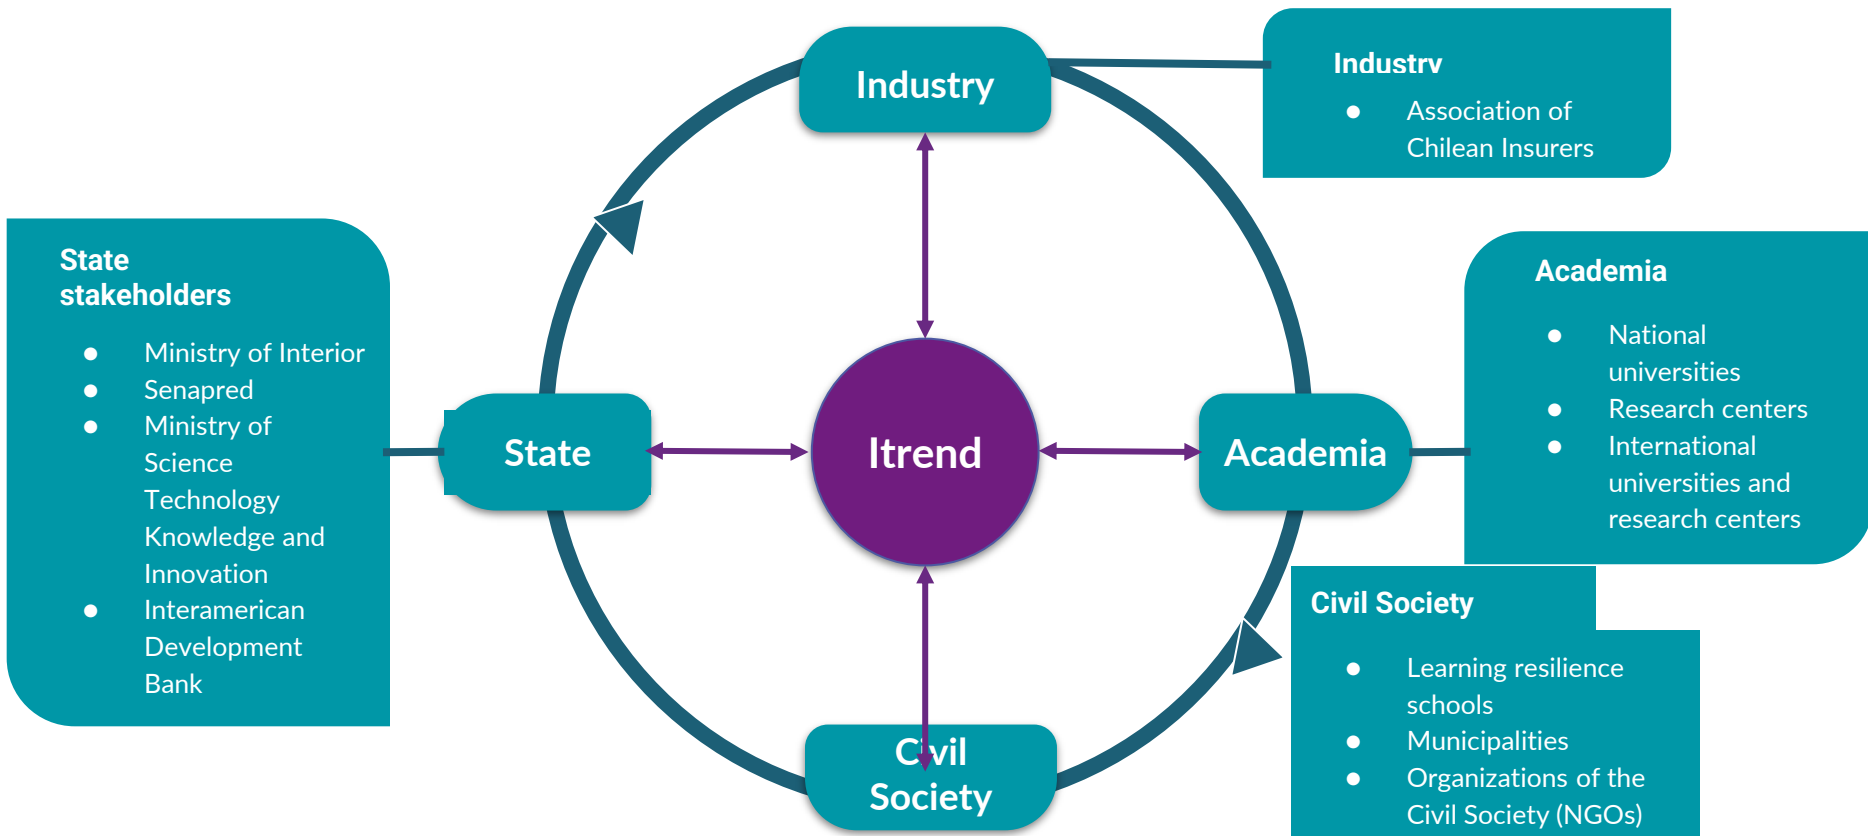 Industry
Industry
● Association of
Chilean Insurers
State
stakeholders
● Ministry of Interior
● Senapred
● Ministry of
Science
Technology
Knowledge and
Innovation
● Interamerican
Development
Bank
State
Itrend
Academia
Academia
● National
universities
● Research centers
● International
universities and
research centers
Civil
Society
Civil Society
● Learning resilience
schools
● Municipalities
● Organizations of the
Civil Society (NGOs)